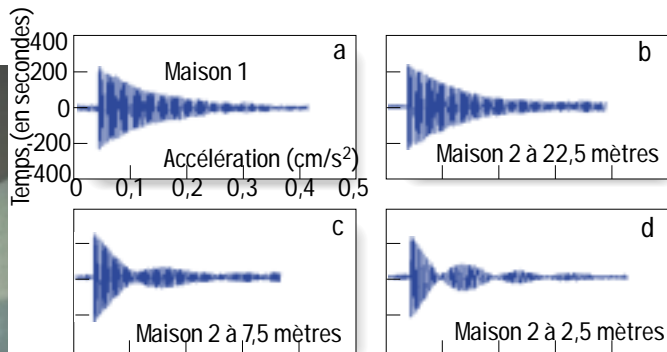 Temps, (en secondes)
400
200
0
-200
-400
a
Maison 1
Accélération (cm/s²)
0 0,1 0,2 0,3 0,4 0,5
b
Maison 2 à 22,5 mètres
c
Maison 2 à 7,5 mètres
d
Maison 2 à 2,5 mètres